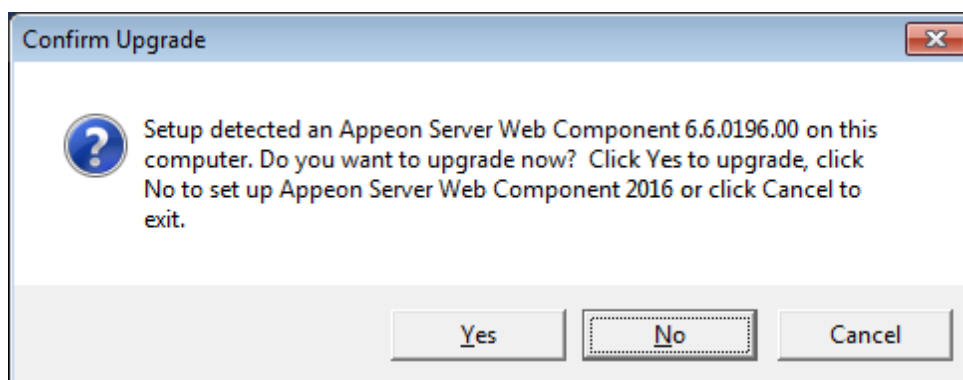 Confirm Upgrade
Setup detected an Appeon Server Web Component 6.6.0196.00 on this
computer. Do you want to upgrade now?  Click Yes to upgrade, click
No to set up Appeon Server Web Component 2016 or click Cancel to
exit.
Yes No Cancel